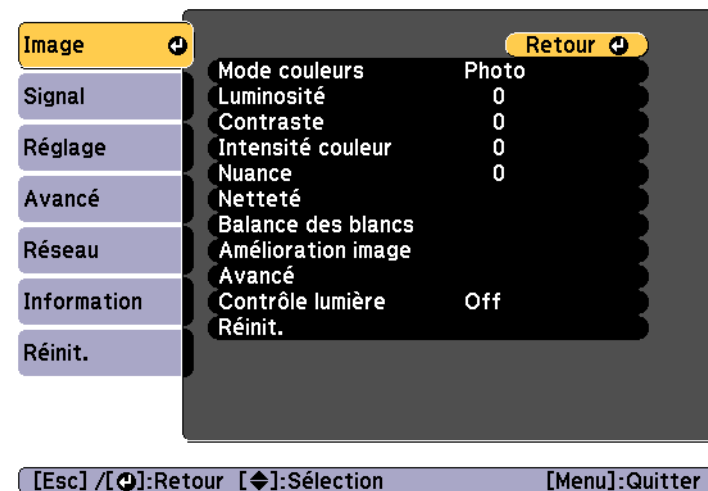 Image
Signal
Réglage
Avancé
Réseau
Information
Réinit.
Retour
Mode couleurs Photo
Luminosité 0
Contraste 0
Intensité couleur 0
Nuance 0
Netteté
Balance des blancs
Amélioration image
Avancé
Contrôle lumière Off
Réinit.
[Esc] /[⏎]:Retour [◆]:Sélection [Menu]:Quitter